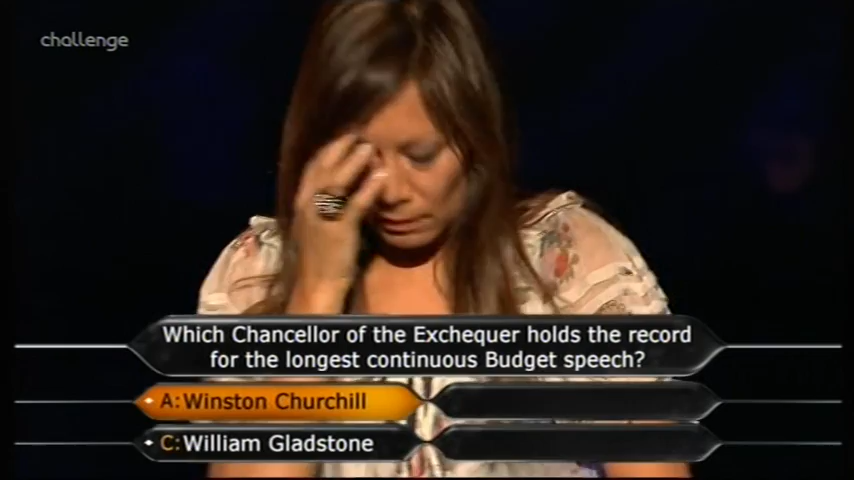 challenge
Which Chancellor of the Exchequer holds the record
for the longest continuous Budget speech?
A: Winston Churchill
C: William Gladstone